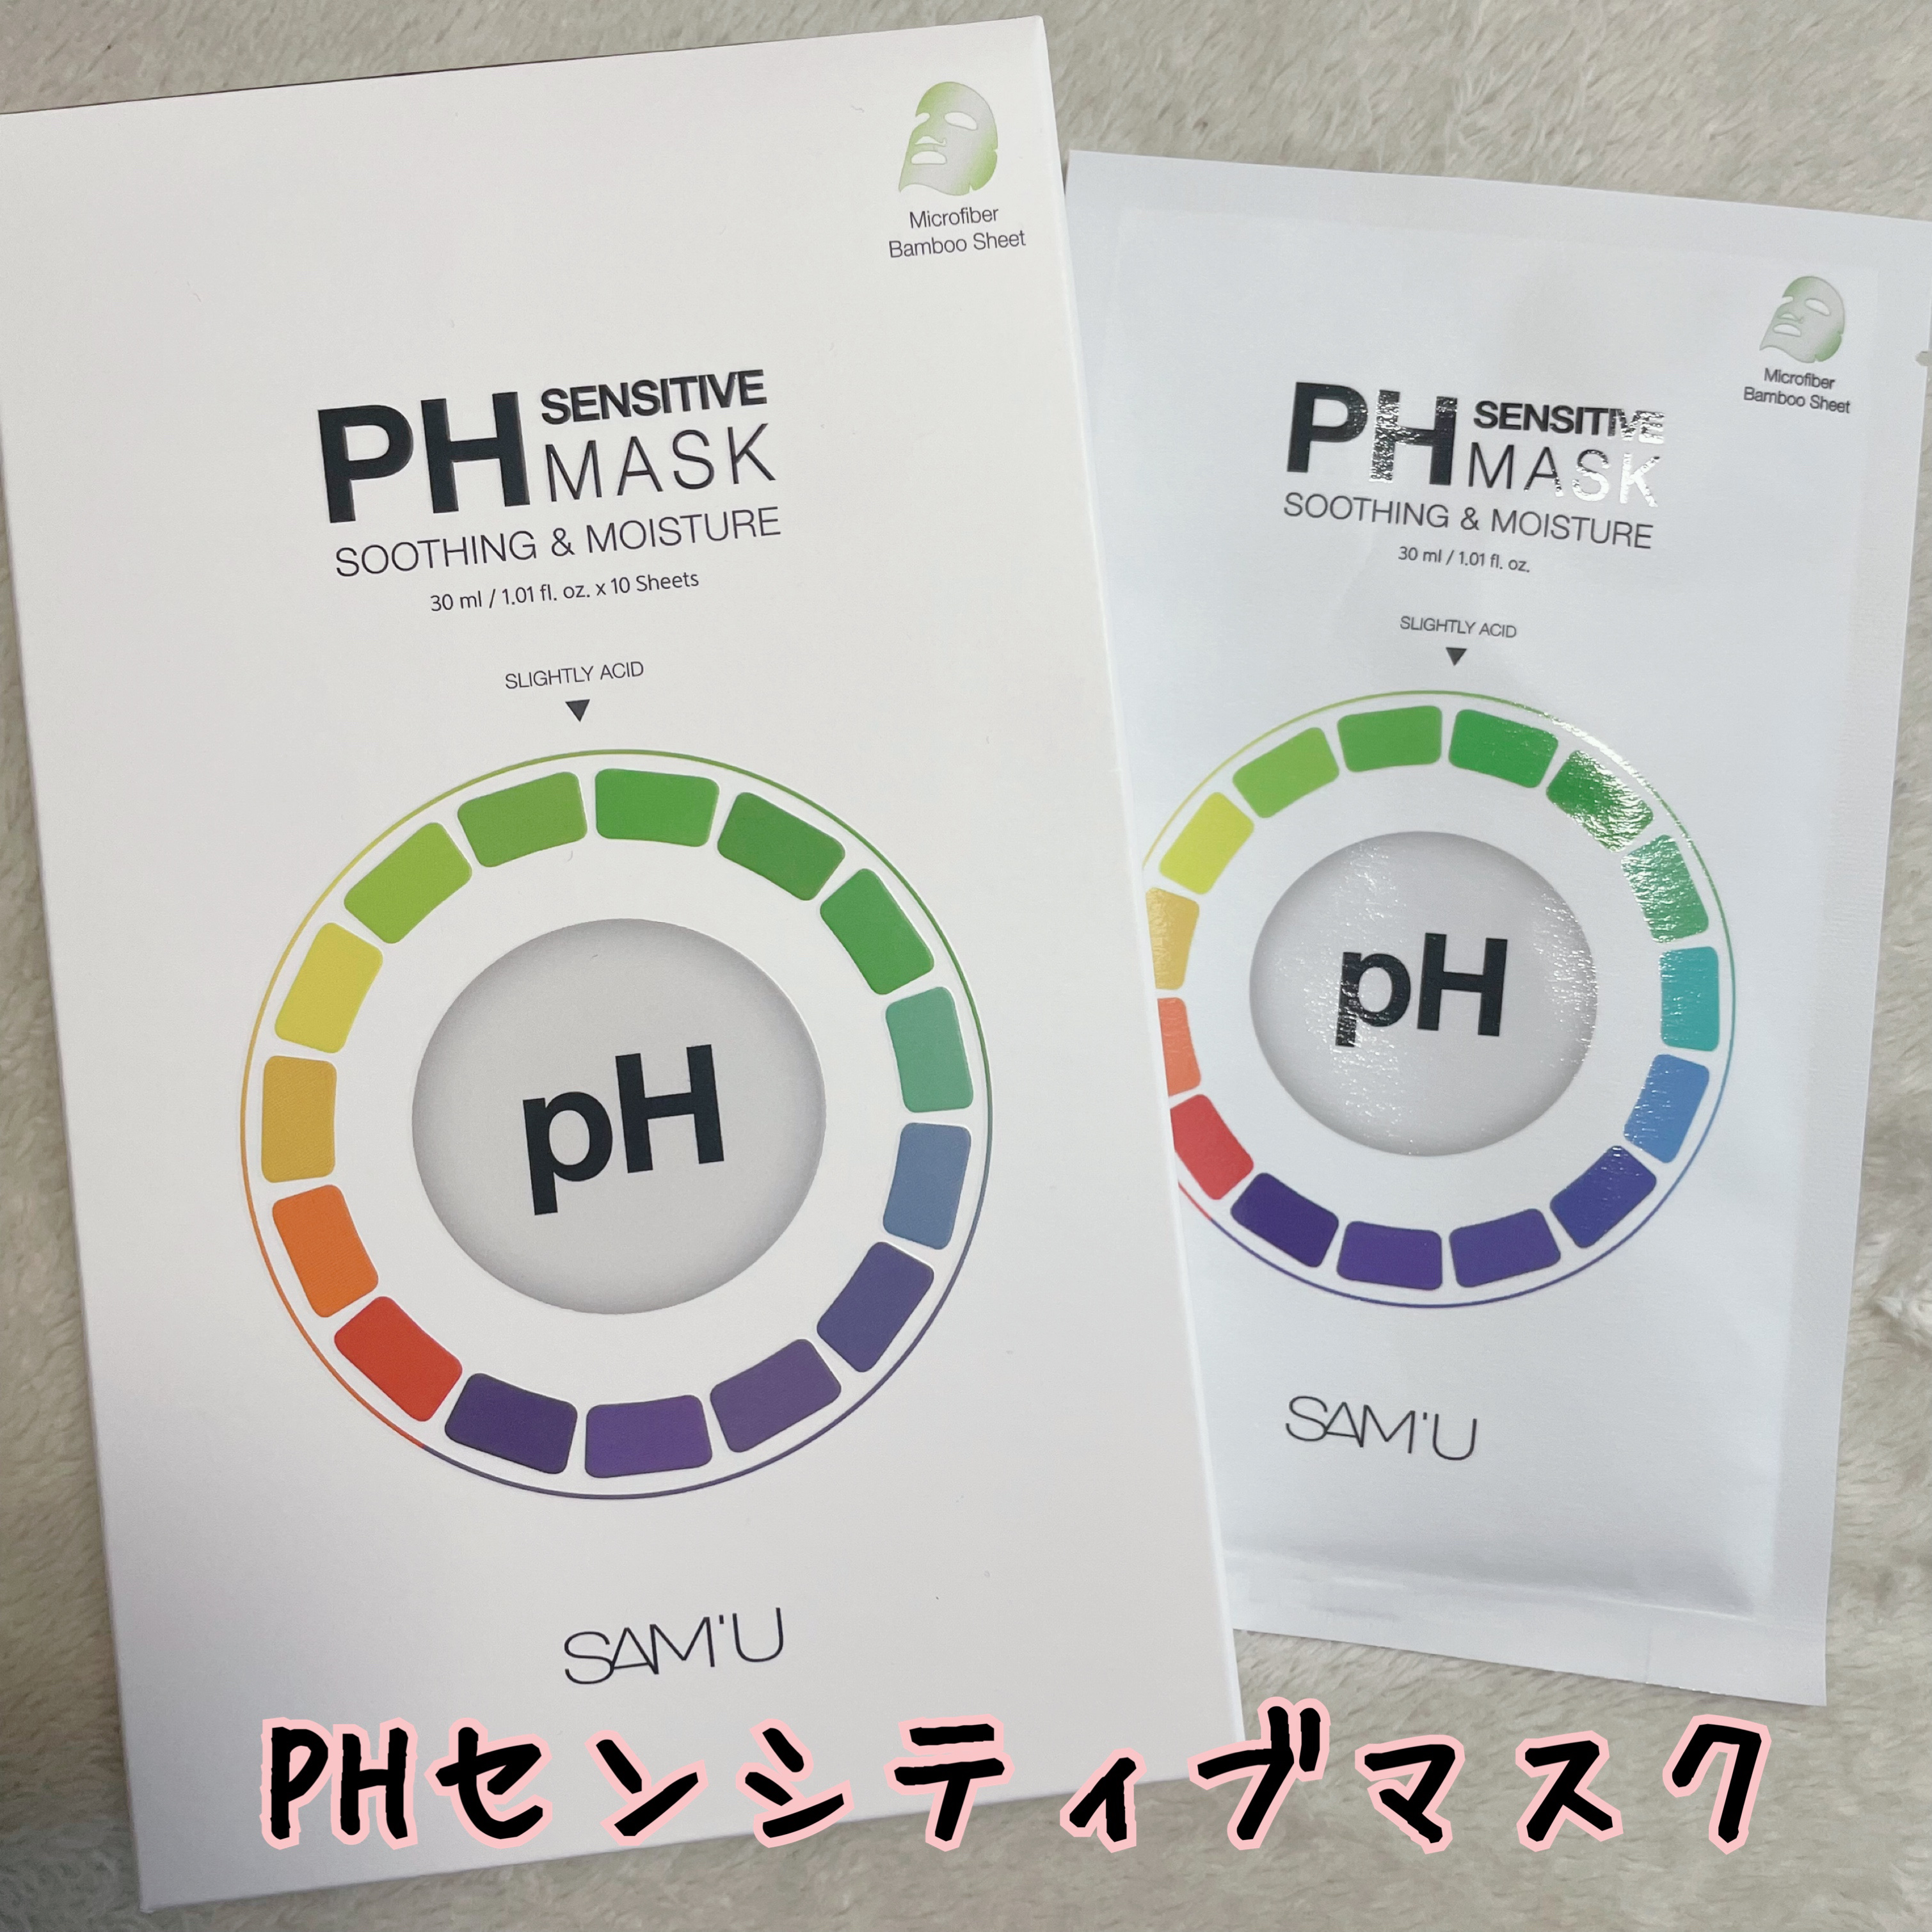 Microfiber
Bamboo Sheet
PH SENSITIVE
MASK
SOOTHING & MOISTURE
30 ml / 1.01 fl. oz. x 10 Sheets
SLIGHTLY ACID
pH
SAM'U
Microfiber
Bamboo Sheet
PH SENSITIVE
MASK
SOOTHING & MOISTURE
30 ml / 1.01 fl. oz.
SLIGHTLY ACID
pH
SAM'U
PHセンシティブマスク